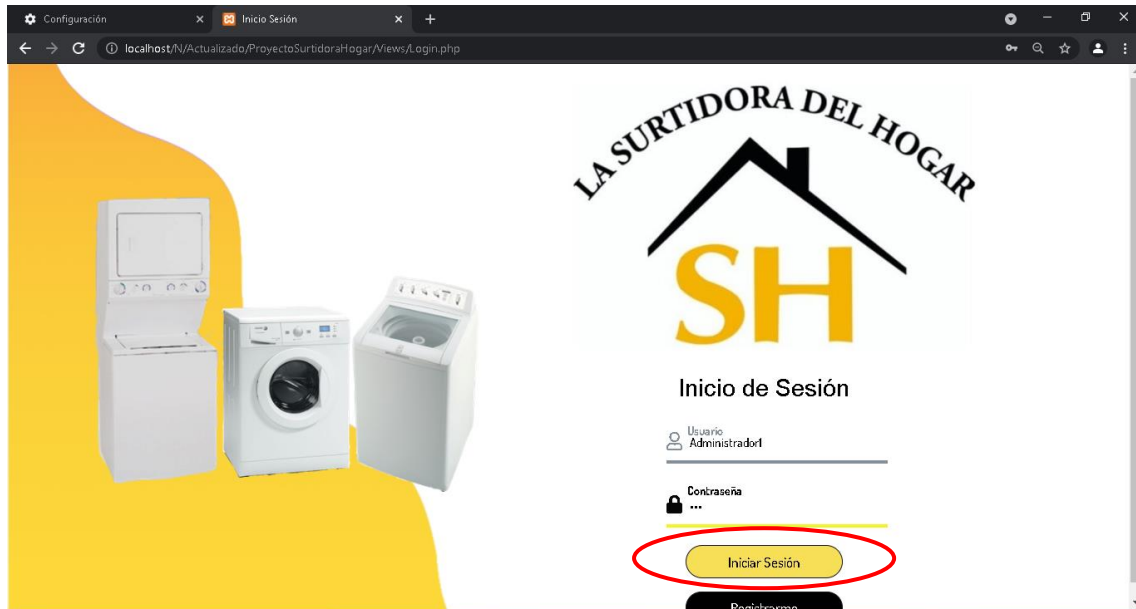 Configuración
Inicio Sesión
localhost/N/Actualizado/ProyectoSurtidoraHogar/Views/Login.php
LA SURTIDORA DEL HOGAR
SH
Inicio de Sesión
Usuario
Administrador1
Contraseña
•••
Iniciar Sesión
Registrarme